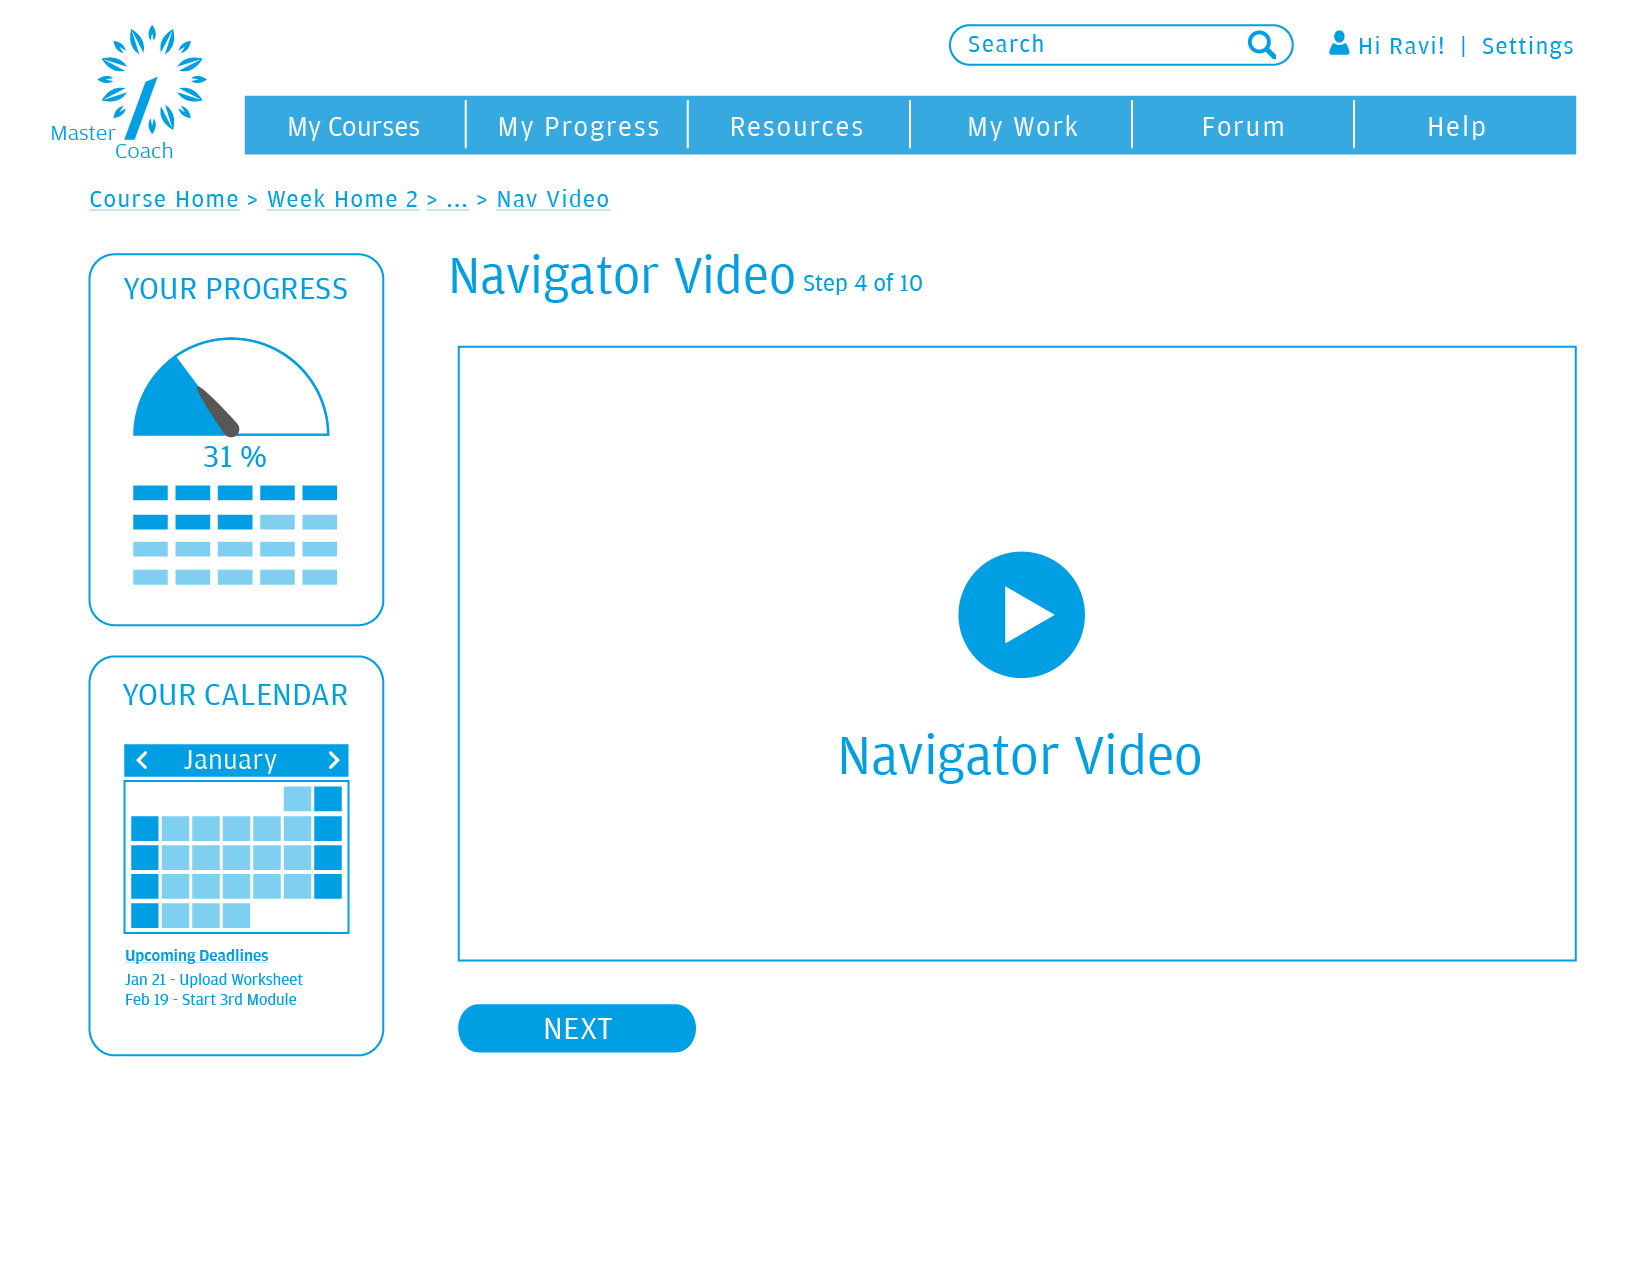 Master
Coach
Search
Hi Ravi! | Settings
My Courses
My Progress
Resources
My Work
Forum
Help
Course Home > Week Home 2 > ... > Nav Video
YOUR PROGRESS
31 %
YOUR CALENDAR
January
Upcoming Deadlines
Jan 21 - Upload Worksheet
Feb 19 - Start 3rd Module
Navigator Video Step 4 of 10
Navigator Video
NEXT